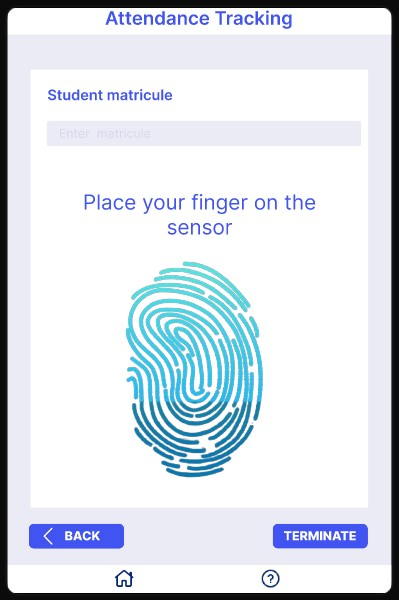 Attendance Tracking
Student matricule
Enter matricule
Place your finger on the
sensor
BACK
TERMINATE